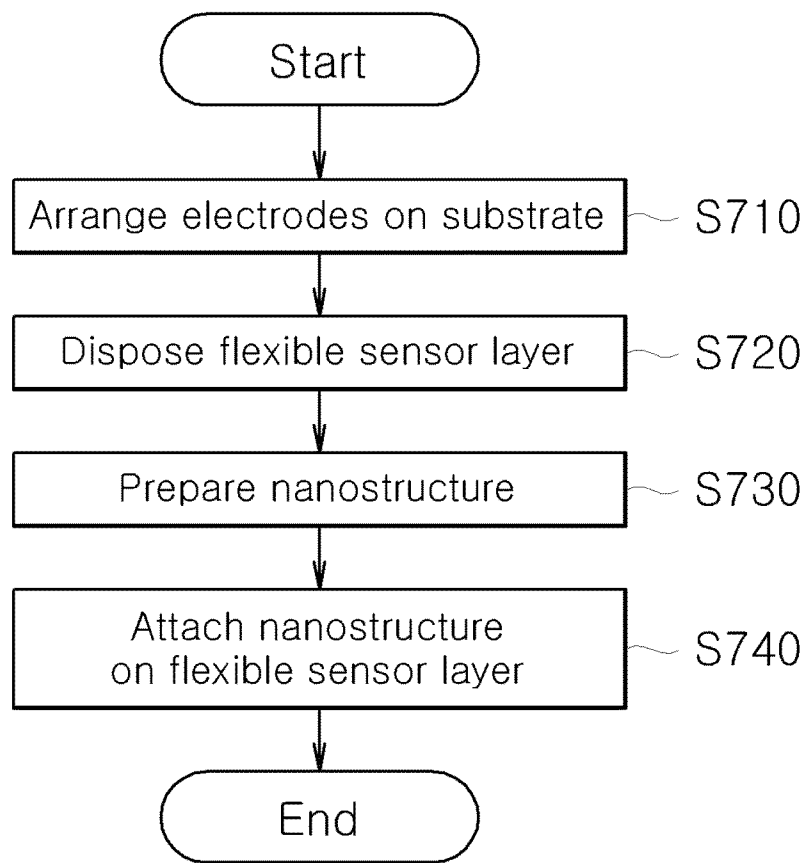 Start
Arrange electrodes on substrate
S710
Dispose flexible sensor layer
S720
Prepare nanostructure
S730
Attach nanostructure
on flexible sensor layer
S740
End